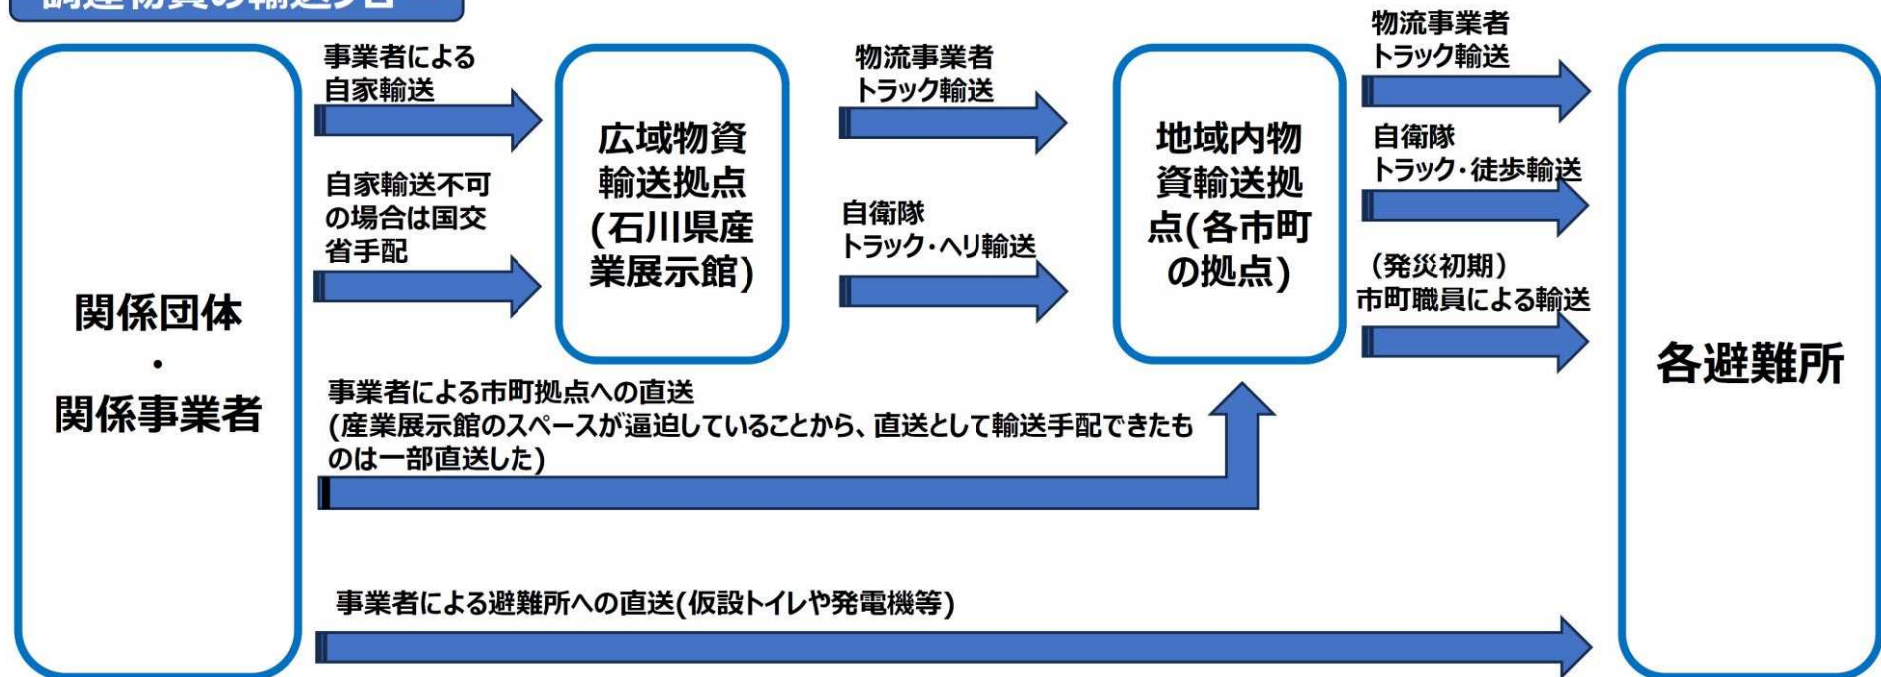 調達物資の輸送フロー
関係団体
・
関係事業者
事業者による
自家輸送
自家輸送不可
の場合は国交
省手配
広域物資
輸送拠点
(石川県産
業展示館)
物流事業者
トラック輸送
自衛隊
トラック・ヘリ輸送
地域内物
資輸送拠
点(各市町
の拠点)
物流事業者
トラック輸送
自衛隊
トラック・徒歩輸送
(発災初期)
市町職員による輸送
各避難所
事業者による市町拠点への直送
(産業展示館のスペースが逼迫していることから、直送として輸送手配できたも
のは一部直送した)
事業者による避難所への直送(仮設トイレや発電機等)